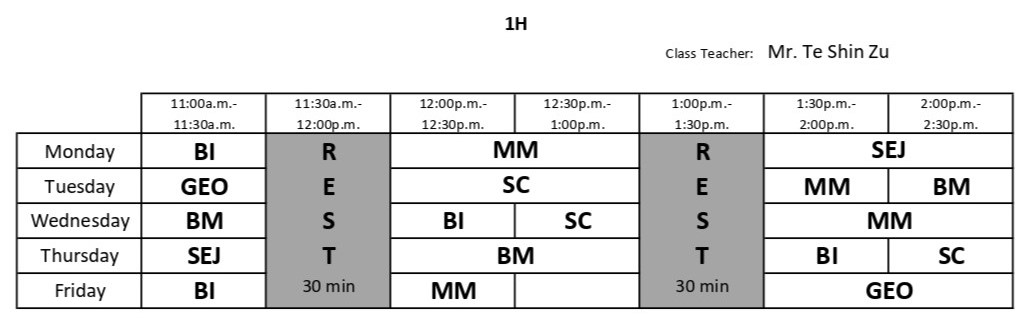 1H
Class Teacher: Mr. Te Shin Zu
11:00a.m.- 11:30a.m.- 12:00p.m.- 12:30p.m.- 1:00p.m.- 1:30p.m.- 2:00p.m.-
11:30a.m. 12:00p.m. 12:30p.m. 1:00p.m. 1:30p.m. 2:00p.m. 2:30p.m.
Monday BI R MM R SEJ
Tuesday GEO E SC E MM BM
Wednesday BM S BI SC S MM
Thursday SEJ T BM T BI SC
Friday BI 30 min MM 30 min GEO